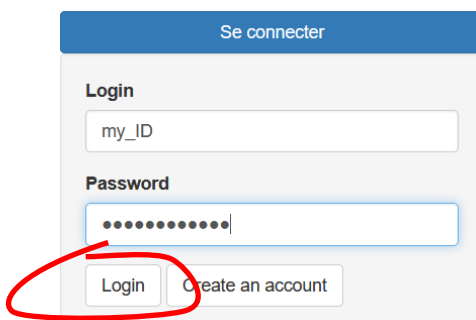 Se connecter
Login
my_ID
Password
••••••••••••
Login Create an account